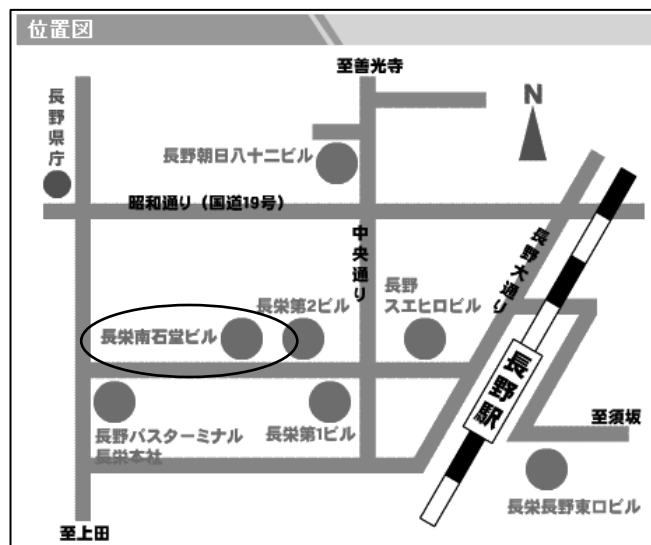 位置図
至善光寺
長野県庁
N
長野朝日八十二ビル
昭和通り（国道19号）
中央通り
長野大通り
長野
スエヒロビル
長栄第2ビル
長栄南石堂ビル
長野駅
長野バスターミナル
長栄本社
長栄第1ビル
至須坂
長栄長野東口ビル
至上田